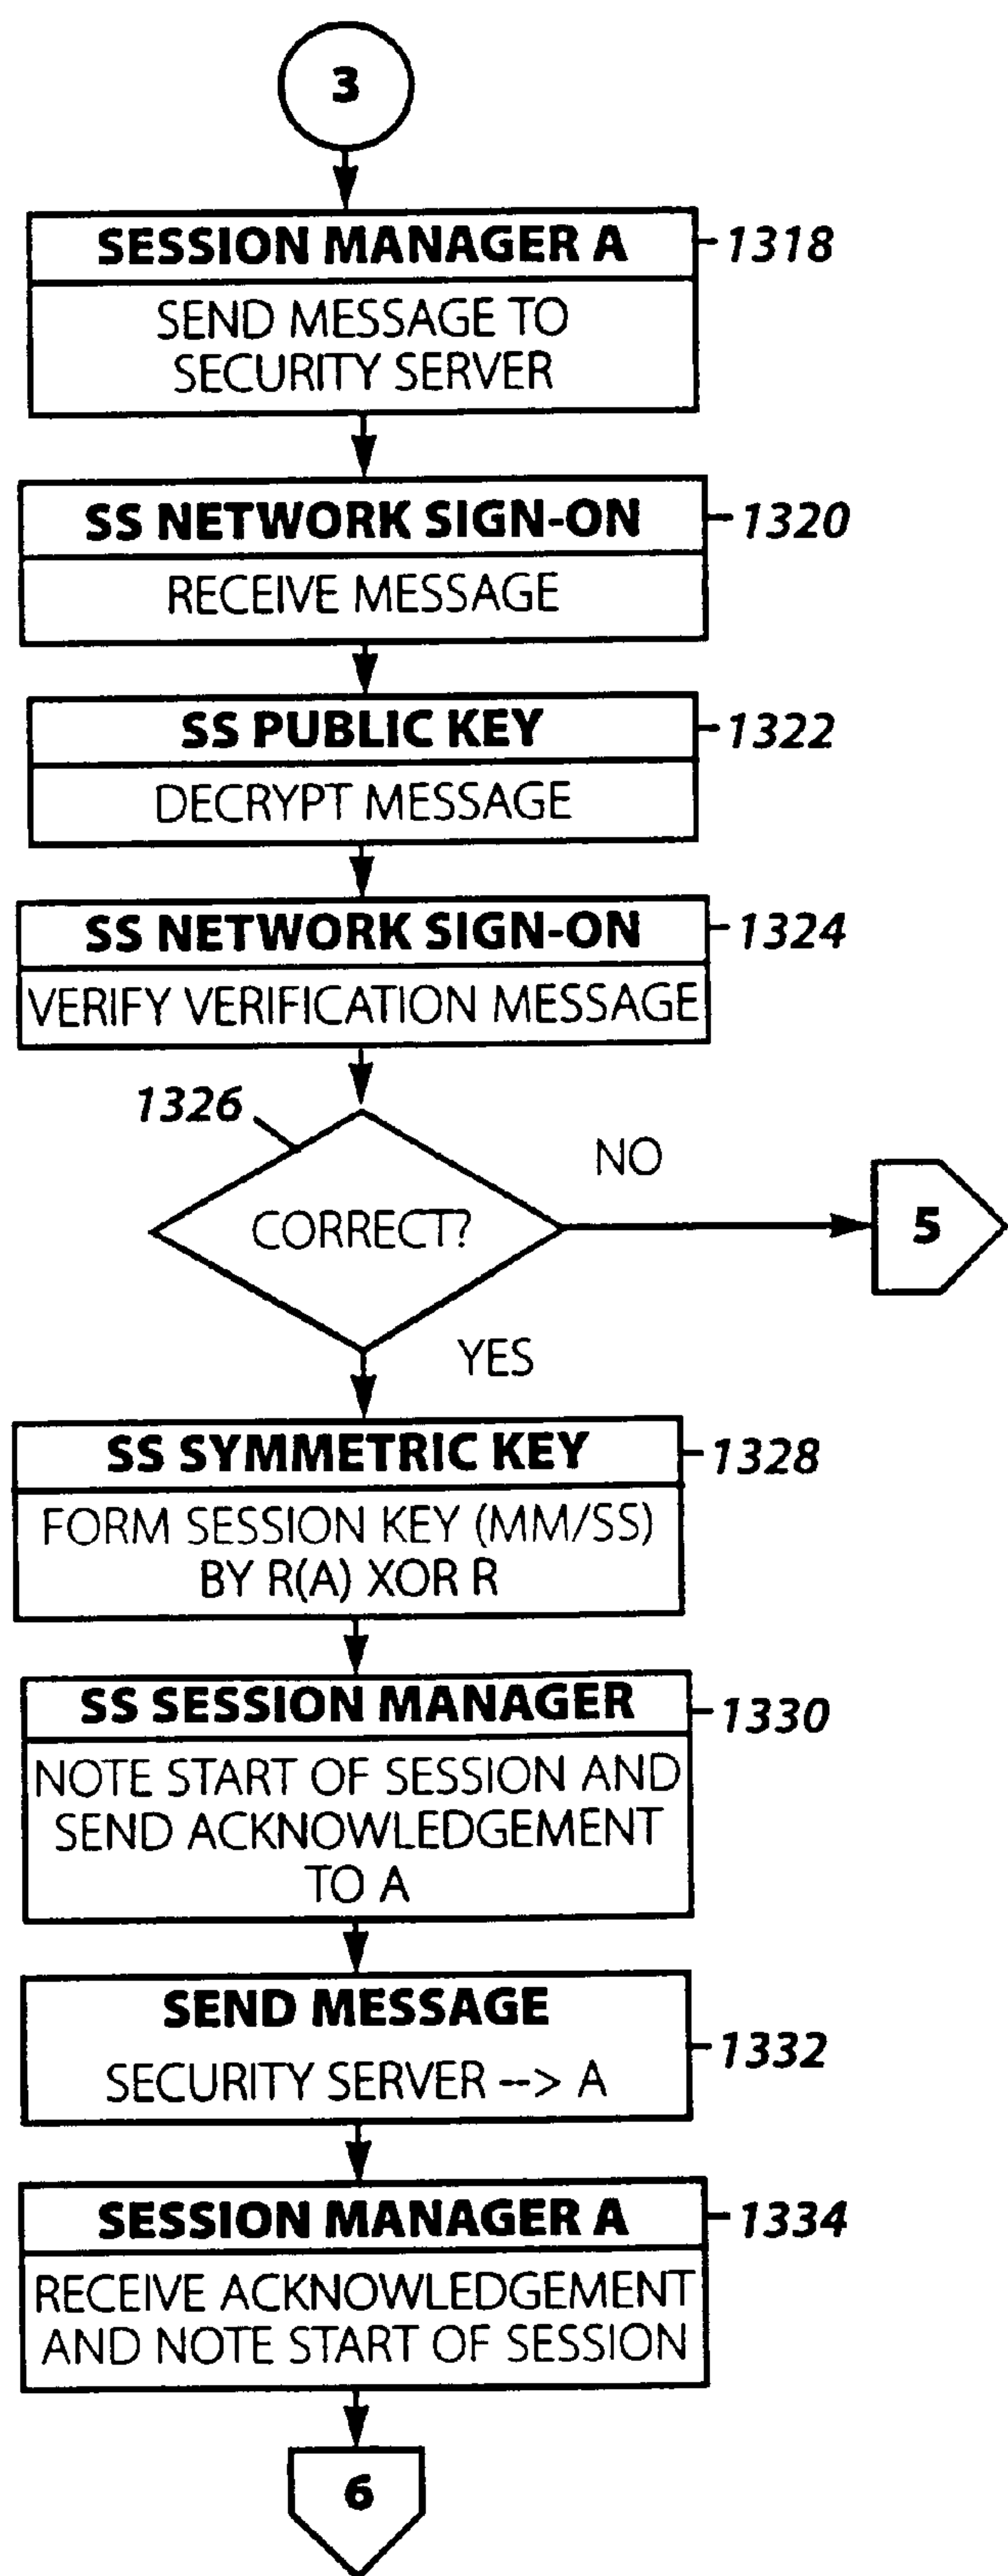 3
SESSION MANAGER A
1318
SEND MESSAGE TO
SECURITY SERVER
SS NETWORK SIGN-ON
1320
RECEIVE MESSAGE
SS PUBLIC KEY
1322
DECRYPT MESSAGE
SS NETWORK SIGN-ON
1324
VERIFY VERIFICATION MESSAGE
1326
NO
CORRECT?
5
YES
SS SYMMETRIC KEY
1328
FORM SESSION KEY (MM/SS)
BY R(A) XOR R
SS SESSION MANAGER
1330
NOTE START OF SESSION AND
SEND ACKNOWLEDGEMENT
TO A
SEND MESSAGE
1332
SECURITY SERVER --> A
SESSION MANAGER A
1334
RECEIVE ACKNOWLEDGEMENT
AND NOTE START OF SESSION
6